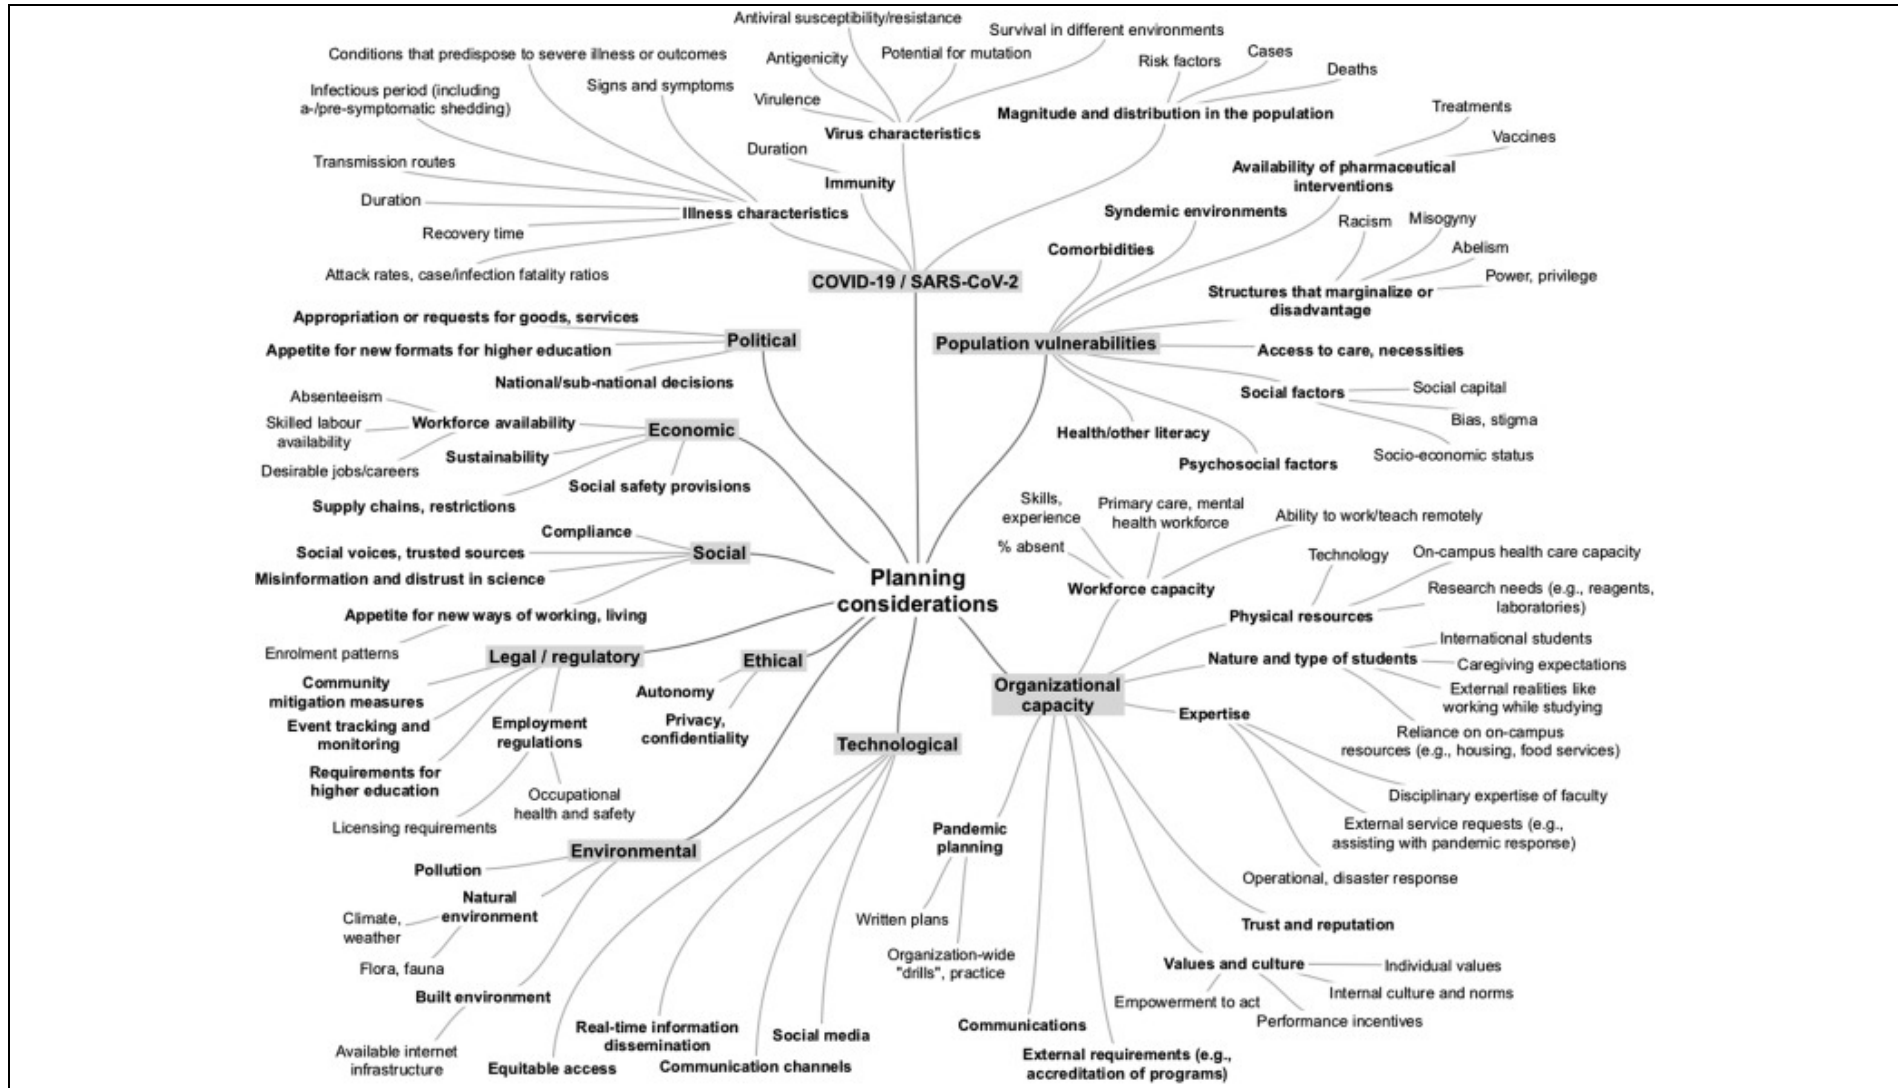 Antiviral susceptibility/resistance
Survival in different environments
Conditions that predispose to severe illness or outcomes
Antigenicity
Potential for mutation
Signs and symptoms
Infectious period (including
a-/pre-symptomatic shedding)
Virulence
Virus characteristics
Duration
Immunity
Transmission routes
Duration
Illness characteristics
Recovery time
Attack rates, case/infection fatality ratios
COVID-19 / SARS-CoV-2
Risk factors
Cases
Deaths
Magnitude and distribution in the population
Treatments
Vaccines
Availability of pharmaceutical
interventions
Syndemic environments
Comorbidities
Racism
Misogyny
Abelism
Power, privilege
Structures that marginalize or
disadvantage
Population vulnerabilities
Access to care, necessities
Social factors
Social capital
Bias, stigma
Socio-economic status
Health/other literacy
Psychosocial factors
Appropriation or requests for goods, services
Political
Appetite for new formats for higher education
National/sub-national decisions
Absenteeism
Skilled labour
availability
Workforce availability
Economic
Desirable jobs/careers
Sustainability
Social safety provisions
Supply chains, restrictions
Compliance
Social voices, trusted sources
Social
Misinformation and distrust in science
Appetite for new ways of working, living
Enrolment patterns
Planning
considerations
Legal / regulatory
Community
mitigation measures
Event tracking and
monitoring
Requirements for
higher education
Employment
regulations
Licensing requirements
Occupational
health and safety
Ethical
Autonomy
Privacy,
confidentiality
Environmental
Pollution
Natural
environment
Climate,
weather
Flora, fauna
Built environment
Available internet
infrastructure
Technological
Equitable access
Real-time information
dissemination
Communication channels
Social media
Organizational
capacity
Skills,
experience
Primary care, mental
health workforce
Ability to work/teach remotely
% absent
Workforce capacity
Technology
On-campus health care capacity
Research needs (e.g., reagents,
laboratories)
Physical resources
Nature and type of students
International students
Caregiving expectations
External realities like
working while studying
Reliance on on-campus
resources (e.g., housing, food services)
Expertise
Disciplinary expertise of faculty
External service requests (e.g.,
assisting with pandemic response)
Operational, disaster response
Trust and reputation
Values and culture
Individual values
Internal culture and norms
Empowerment to act
Performance incentives
Pandemic
planning
Written plans
Organization-wide
"drills", practice
Communications
External requirements (e.g.,
accreditation of programs)